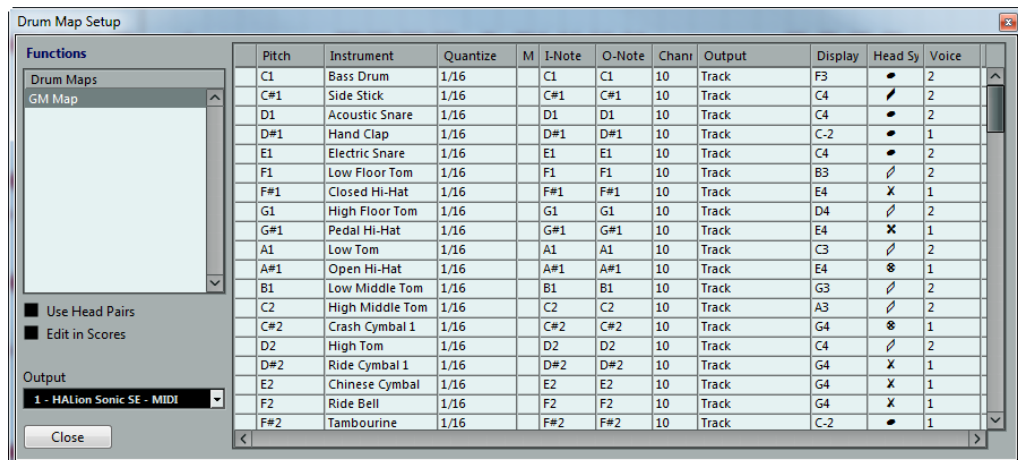 Drum Map Setup
Functions
Drum Maps
GM Map
Use Head Pairs
Edit in Scores
Output
1 - HALion Sonic SE - MIDI
Close
Pitch Instrument Quantize M I-Note O-Note Chann Output Display Head Sy Voice
C1 Bass Drum 1/16 C1 C1 10 Track F3 2
C#1 Side Stick 1/16 C#1 C#1 10 Track C4 2
D1 Acoustic Snare 1/16 D1 D1 10 Track C4 2
D#1 Hand Clap 1/16 D#1 D#1 10 Track C-2 1
E1 Electric Snare 1/16 E1 E1 10 Track C4 2
F1 Low Floor Tom 1/16 F1 F1 10 Track B3 2
F#1 Closed Hi-Hat 1/16 F#1 F#1 10 Track E4 1
G1 High Floor Tom 1/16 G1 G1 10 Track D4 2
G#1 Pedal Hi-Hat 1/16 G#1 G#1 10 Track E4 1
A1 Low Tom 1/16 A1 A1 10 Track C3 2
A#1 Open Hi-Hat 1/16 A#1 A#1 10 Track E4 1
B1 Low Middle Tom 1/16 B1 B1 10 Track G3 2
C2 High Middle Tom 1/16 C2 C2 10 Track A3 2
C#2 Crash Cymbal 1 1/16 C#2 C#2 10 Track G4 1
D2 High Tom 1/16 D2 D2 10 Track C4 2
D#2 Ride Cymbal 1 1/16 D#2 D#2 10 Track G4 1
E2 Chinese Cymbal 1/16 E2 E2 10 Track G4 1
F2 Ride Bell 1/16 F2 F2 10 Track G4 1
F#2 Tambourine 1/16 F#2 F#2 10 Track C-2 1